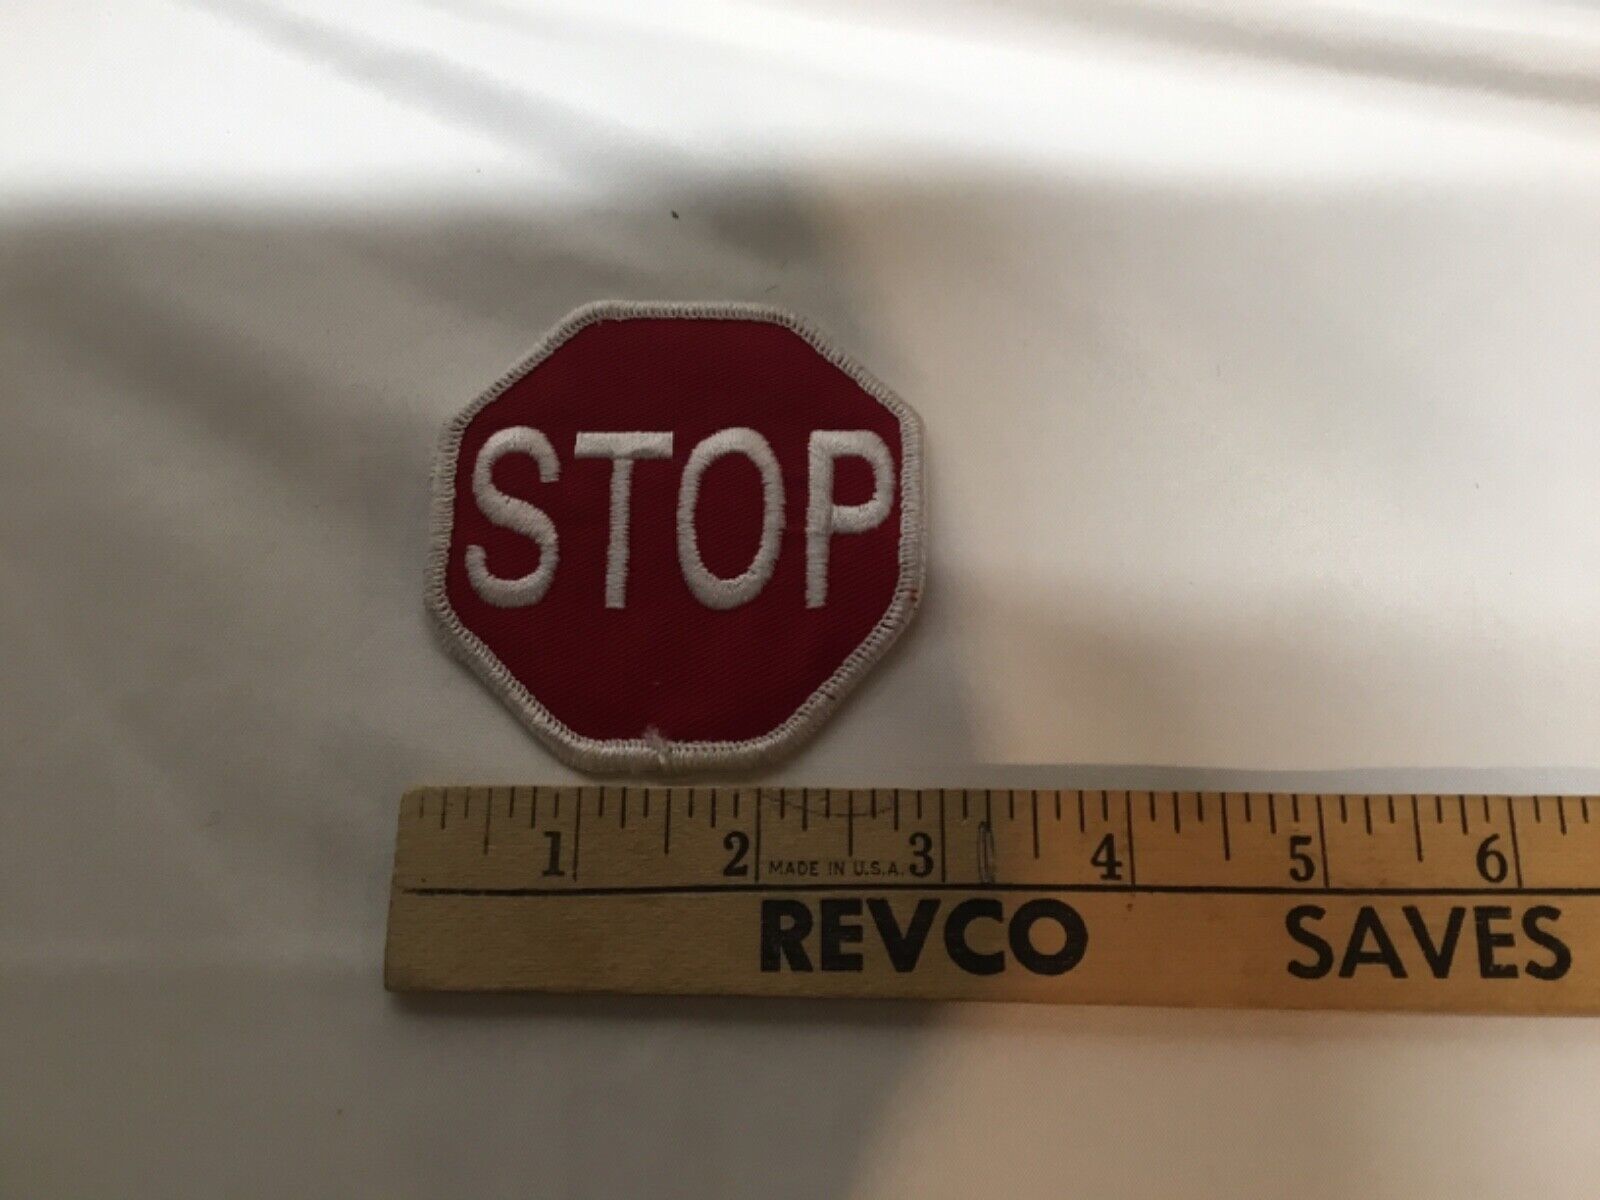 STOP
1 2 3 4 5 6
MADE IN U.S.A.
REVCO SAVES